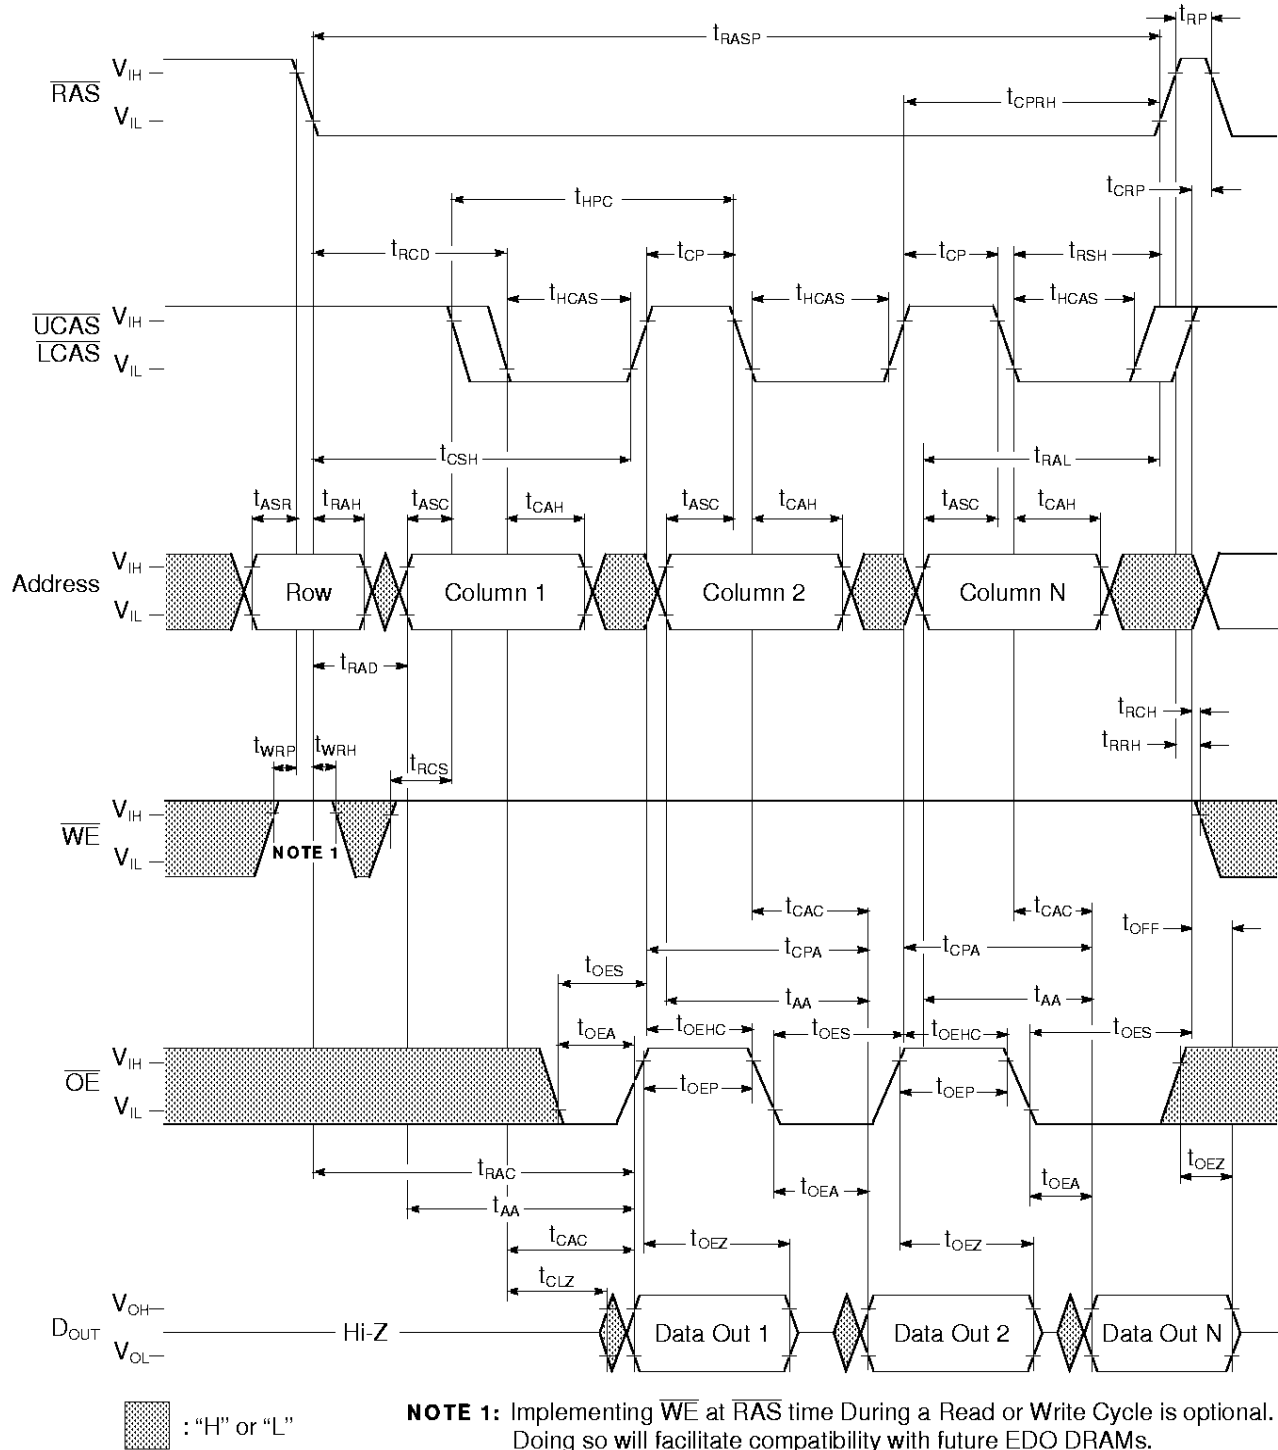 tRP
tRASP
RAS VIH
VIL
tCPRH
tCRP
tHPC
tRCD tCP tCP tRSH
tHCAS tHCAS tHCAS
UCAS VIH
LCAS VIL
tCSH tRAL
tASR tRAH tASC tCAH tASC tCAH tASC tCAH
Address VIH
VIL
Row Column 1 Column 2 Column N
tRAD
tRCH
tRRH
tWRP tWRH tRCS
WE VIH
VIL
NOTE 1
tCAC tCAC
tOFF
tCPA tCPA
tOES
tAA tAA
tOEA tOEHC tOES tOEHC tOES
OE VIH
VIL
tOEP tOEP
tRAC tOEZ
tOEA tOEA
tAA
tCAC tOEZ tOEZ
tCLZ
DOUT VOH
VOL
Hi-Z Data Out 1 Data Out 2 Data Out N
: “H” or “L”
NOTE 1: Implementing WE at RAS time During a Read or Write Cycle is optional.
Doing so will facilitate compatibility with future EDO DRAMs.